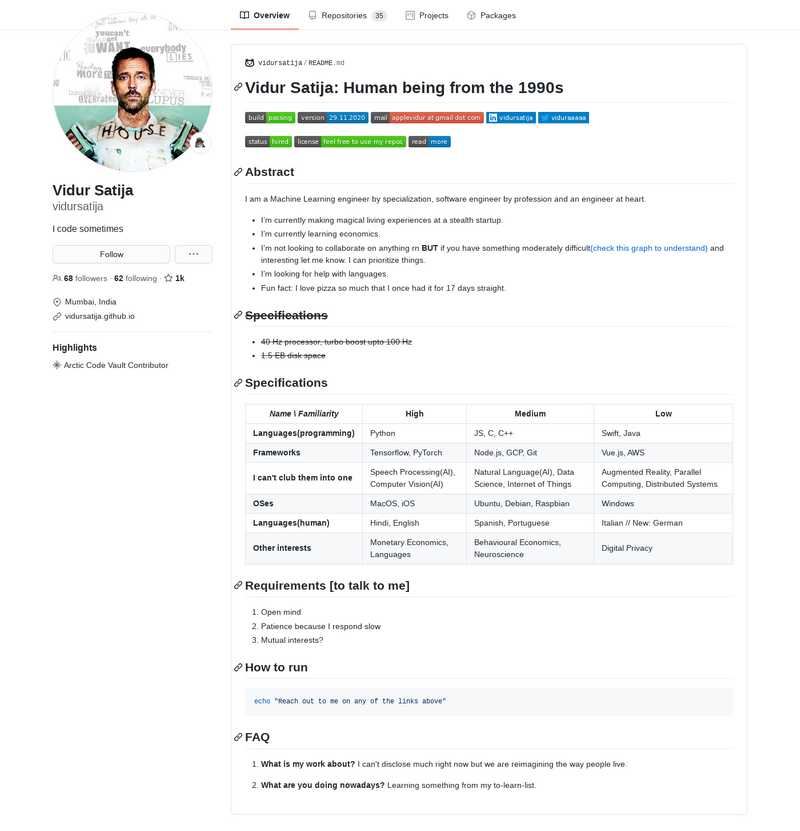 Overview
Repositories 35
Projects
Packages
youcan't
get
WANT
everybody
LIES
more
LUPUS
HOUSE
Vidur Satija
vidursatija
I code sometimes
Follow
···
68 followers · 62 following · 1k
Mumbai, India
vidursatija.github.io
Highlights
Arctic Code Vault Contributor
vidursatija / README.md
Vidur Satija: Human being from the 1990s
build passing version 29.11.2020 mail applevidur at gmail dot com vidursatija viduraaaaa
status hired license feel free to use my repos read more
Abstract
I am a Machine Learning engineer by specialization, software engineer by profession and an engineer at heart.
• I'm currently making magical living experiences at a stealth startup.
• I'm currently learning economics.
• I'm not looking to collaborate on anything rn BUT if you have something moderately difficult(check this graph to understand) and
interesting let me know. I can prioritize things.
• I'm looking for help with languages.
• Fun fact: I love pizza so much that I once had it for 17 days straight.
Specifications
• 40 Hz processor, turbo boost upto 100 Hz
• 1.5 EB disk space
Specifications
Name \ Familiarity High Medium Low
Languages(programming) Python JS, C, C++ Swift, Java
Frameworks Tensorflow, PyTorch Node.js, GCP, Git Vue.js, AWS
I can't club them into one Speech Processing(AI), Computer Vision(AI) Natural Language(AI), Data Science, Internet of Things Augmented Reality, Parallel Computing, Distributed Systems
OSes MacOS, iOS Ubuntu, Debian, Raspbian Windows
Languages(human) Hindi, English Spanish, Portuguese Italian // New: German
Other interests Monetary Economics, Languages Behavioural Economics, Neuroscience Digital Privacy
Requirements [to talk to me]
1. Open mind
2. Patience because I respond slow
3. Mutual interests?
How to run
echo "Reach out to me on any of the links above"
FAQ
1. What is my work about? I can't disclose much right now but we are reimagining the way people live.
2. What are you doing nowadays? Learning something from my to-learn-list.